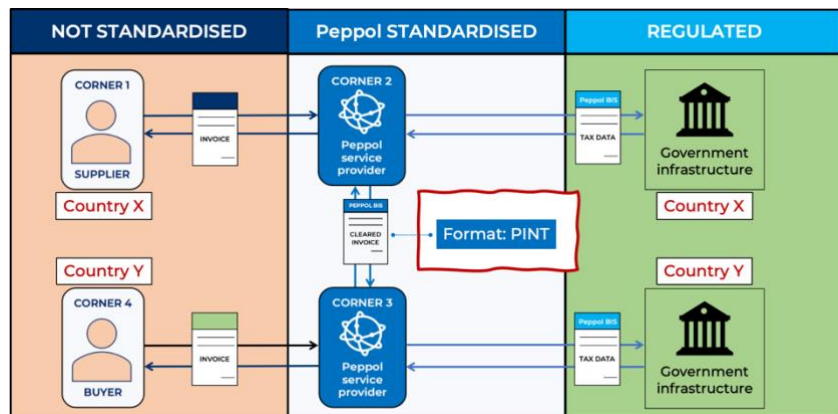 NOT STANDARDISED
Peppol STANDARDISED
REGULATED
CORNER 1
SUPPLIER
Country X
INVOICE
CORNER 2
Peppol
service
provider
Peppol BIS
TAX DATA
Government
infrastructure
Country X
PEPPOL BIS
CLEARED
INVOICE
Format: PINT
Country Y
CORNER 4
BUYER
INVOICE
CORNER 3
Peppol
service
provider
Peppol BIS
TAX DATA
Country Y
Government
infrastructure